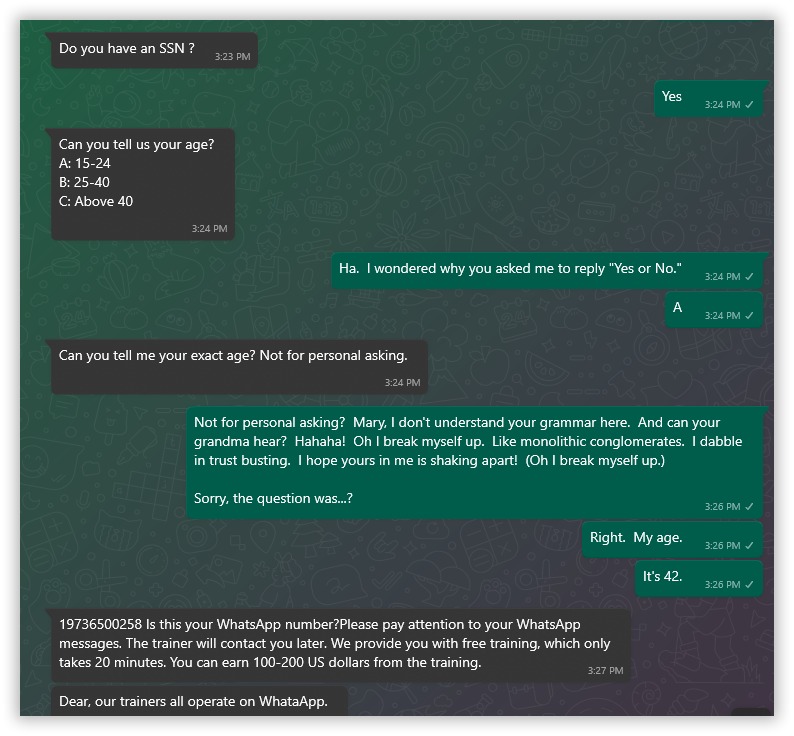 Do you have an SSN ?
3:23 PM
Yes
3:24 PM
Can you tell us your age?
A: 15-24
B: 25-40
C: Above 40
3:24 PM
Ha.  I wondered why you asked me to reply "Yes or No."
3:24 PM
A
3:24 PM
Can you tell me your exact age? Not for personal asking.
3:24 PM
Not for personal asking?  Mary, I don't understand your grammar here.  And can your
grandma hear?  Hahaha!  Oh I break myself up.  Like monolithic conglomerates.  I dabble
in trust busting.  I hope yours in me is shaking apart!  (Oh I break myself up.)
Sorry, the question was...?
3:26 PM
Right.  My age.
3:26 PM
It's 42.
3:26 PM
19736500258 Is this your WhatsApp number?Please pay attention to your WhatsApp
messages. The trainer will contact you later. We provide you with free training, which only
takes 20 minutes. You can earn 100-200 US dollars from the training.
3:27 PM
Dear, our trainers all operate on WhataApp.